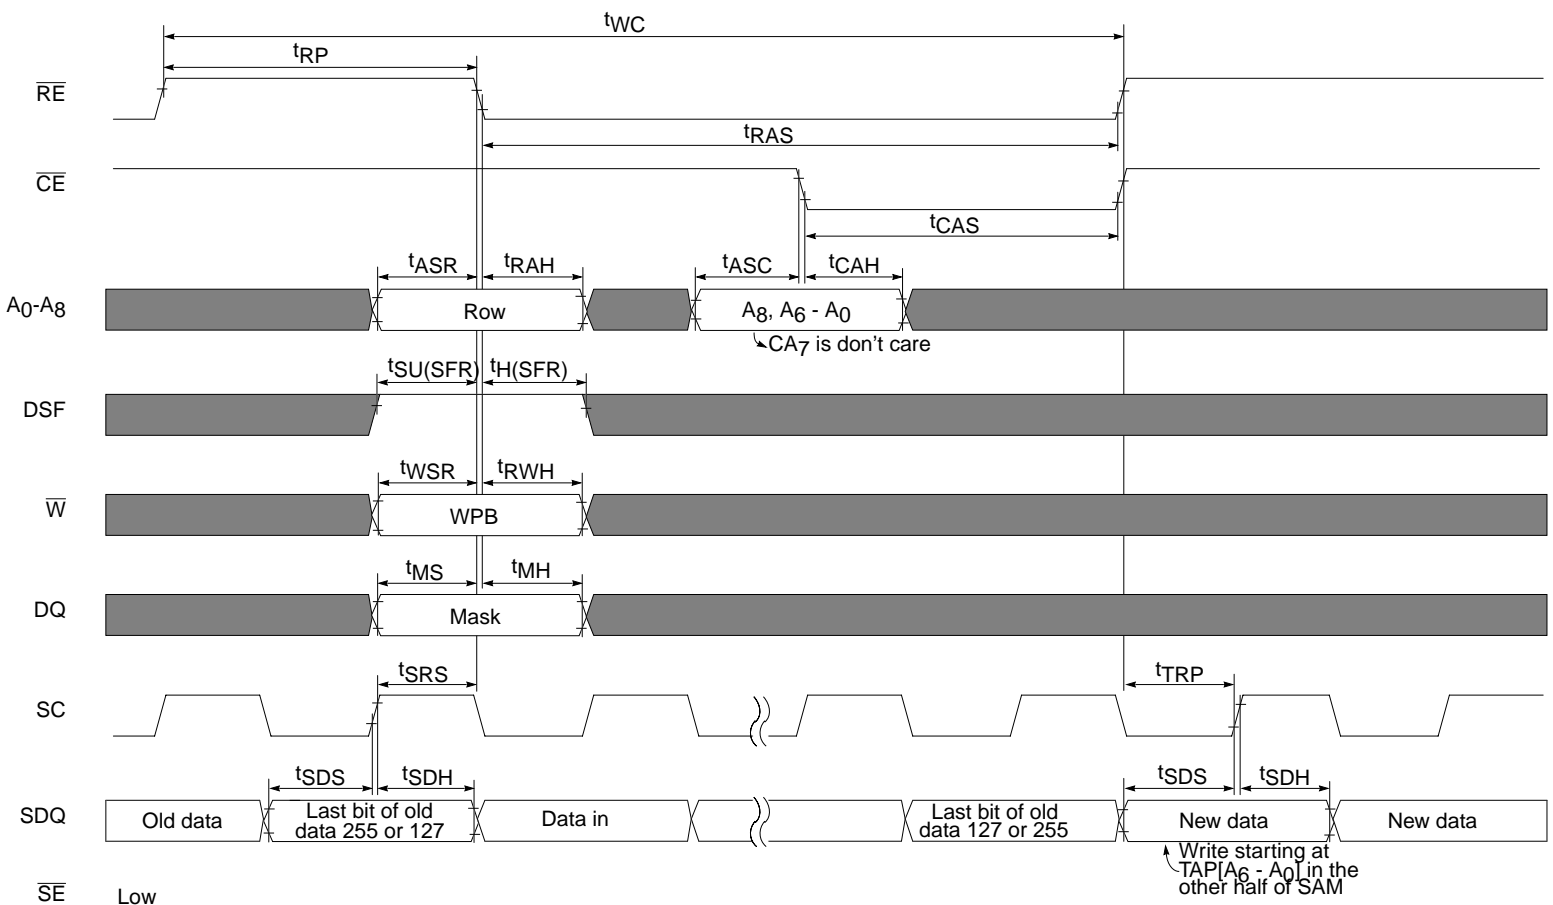 tWC
tRP
RE
tRAS
CE
tCAS
tASR tRAH tASC tCAH
A0-A8 Row A8, A6 - A0
CA7 is don't care
tSU(SFR) tH(SFR)
DSF
tWSR tRWH
W WPB
tMS tMH
DQ Mask
tSRS tTRP
SC
tSDS tSDH tSDS tSDH
SDQ Old data Last bit of old data 255 or 127 Data in Last bit of old data 127 or 255 New data New data
Write starting at
TAP[A6 - A0] in the
other half of SAM
SE Low